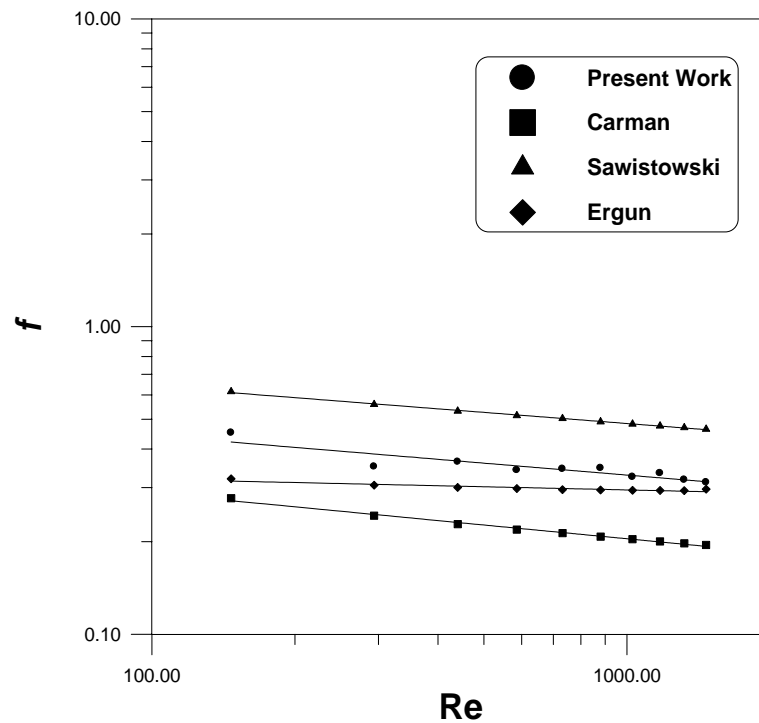 10.00
Present Work
Carman
Sawistowski
Ergun
1.00
f
0.10
100.00
1000.00
Re